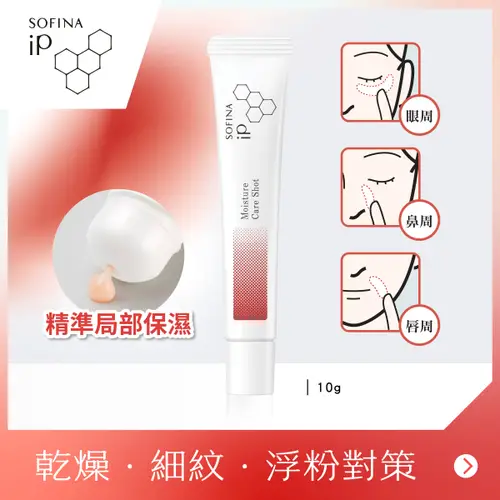 SOFINA
iP
SOFINA
iP
Moisture
Care Shot
眼周
鼻周
唇周
精準局部保濕
10g
乾燥・細紋・浮粉對策